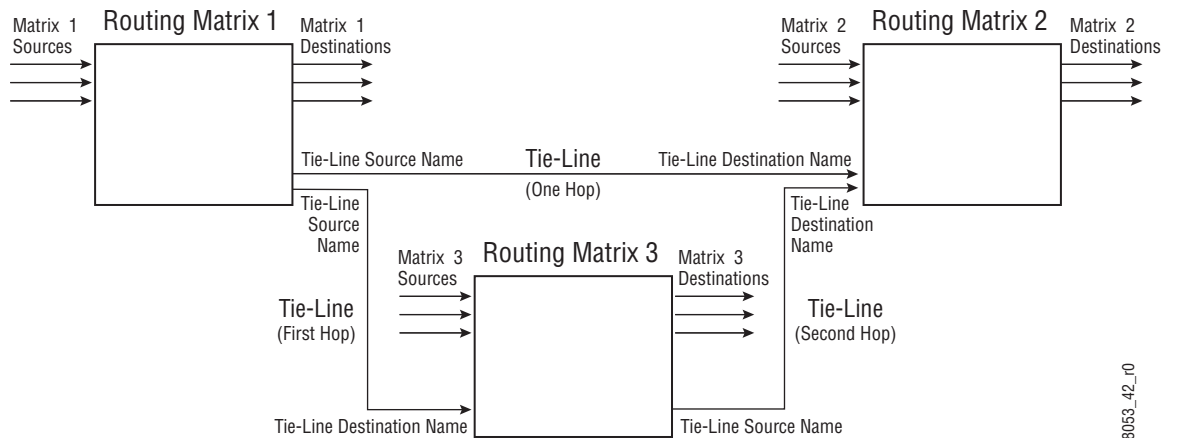 Routing Matrix 1
Matrix 1
Sources
Matrix 1
Destinations
Routing Matrix 2
Matrix 2
Sources
Matrix 2
Destinations
Tie-Line Source Name
Tie-Line
(One Hop)
Tie-Line Destination Name
Tie-Line
Source
Name
Tie-Line
Destination
Name
Routing Matrix 3
Matrix 3
Sources
Matrix 3
Destinations
Tie-Line
(First Hop)
Tie-Line
(Second Hop)
Tie-Line Destination Name
Tie-Line Source Name
8053_42_r0